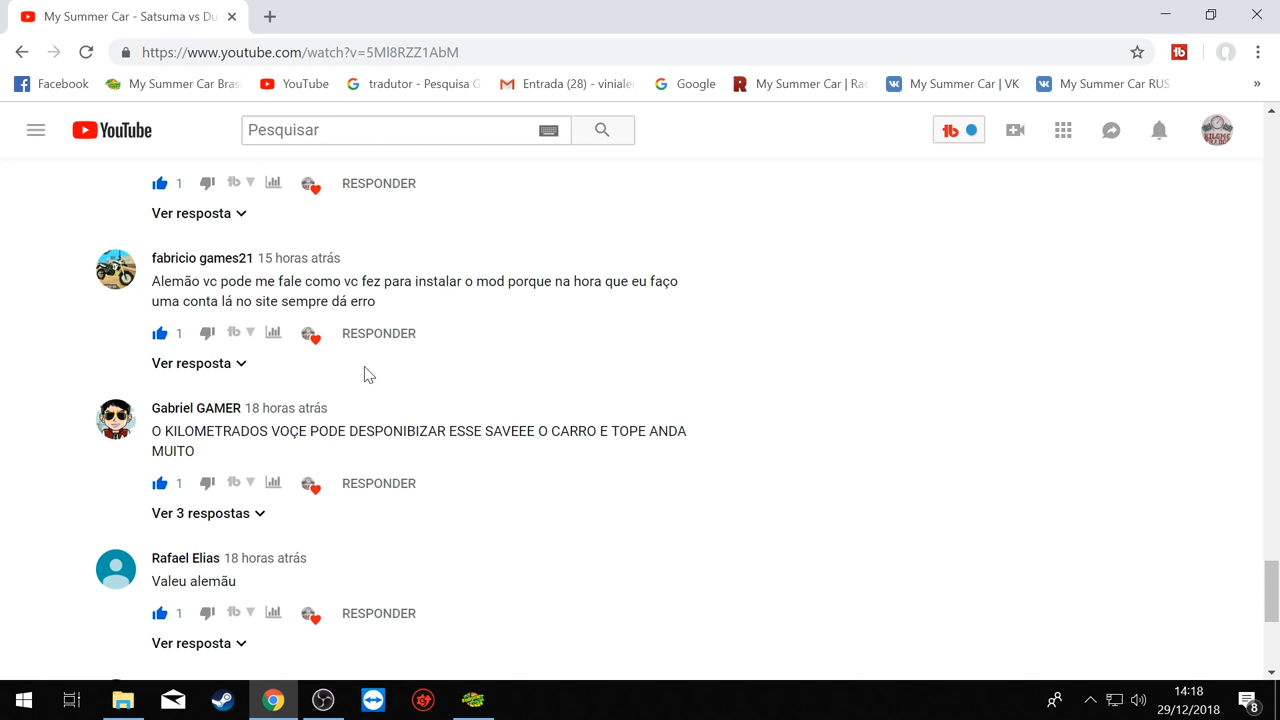 My Summer Car - Satsuma vs Du
https://www.youtube.com/watch?v=5Ml8RZZ1AbM
Facebook My Summer Car Bras YouTube tradutor - Pesquisa G Entrada (28) - viniale Google My Summer Car | Rac My Summer Car | VK My Summer Car RUS »
YouTube Pesquisar
1 RESPONDER
Ver resposta
fabricio games21 15 horas atrás
Alemão vc pode me fale como vc fez para instalar o mod porque na hora que eu faço
uma conta lá no site sempre dá erro
1 RESPONDER
Ver resposta
Gabriel GAMER 18 horas atrás
O KILOMETRADOS VOÇE PODE DESPONIBIZAR ESSE SAVEEE O CARRO E TOPE ANDA
MUITO
1 RESPONDER
Ver 3 respostas
Rafael Elias 18 horas atrás
Valeu alemãu
1 RESPONDER
Ver resposta
14:18
29/12/2018
8